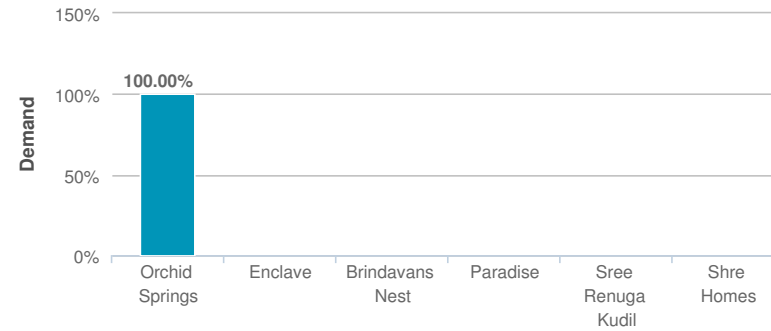 150%
100.00%
100%
Demand
50%
0%
Orchid
Springs
Enclave
Brindavans
Nest
Paradise
Sree
Renuga
Kudil
Shre
Homes